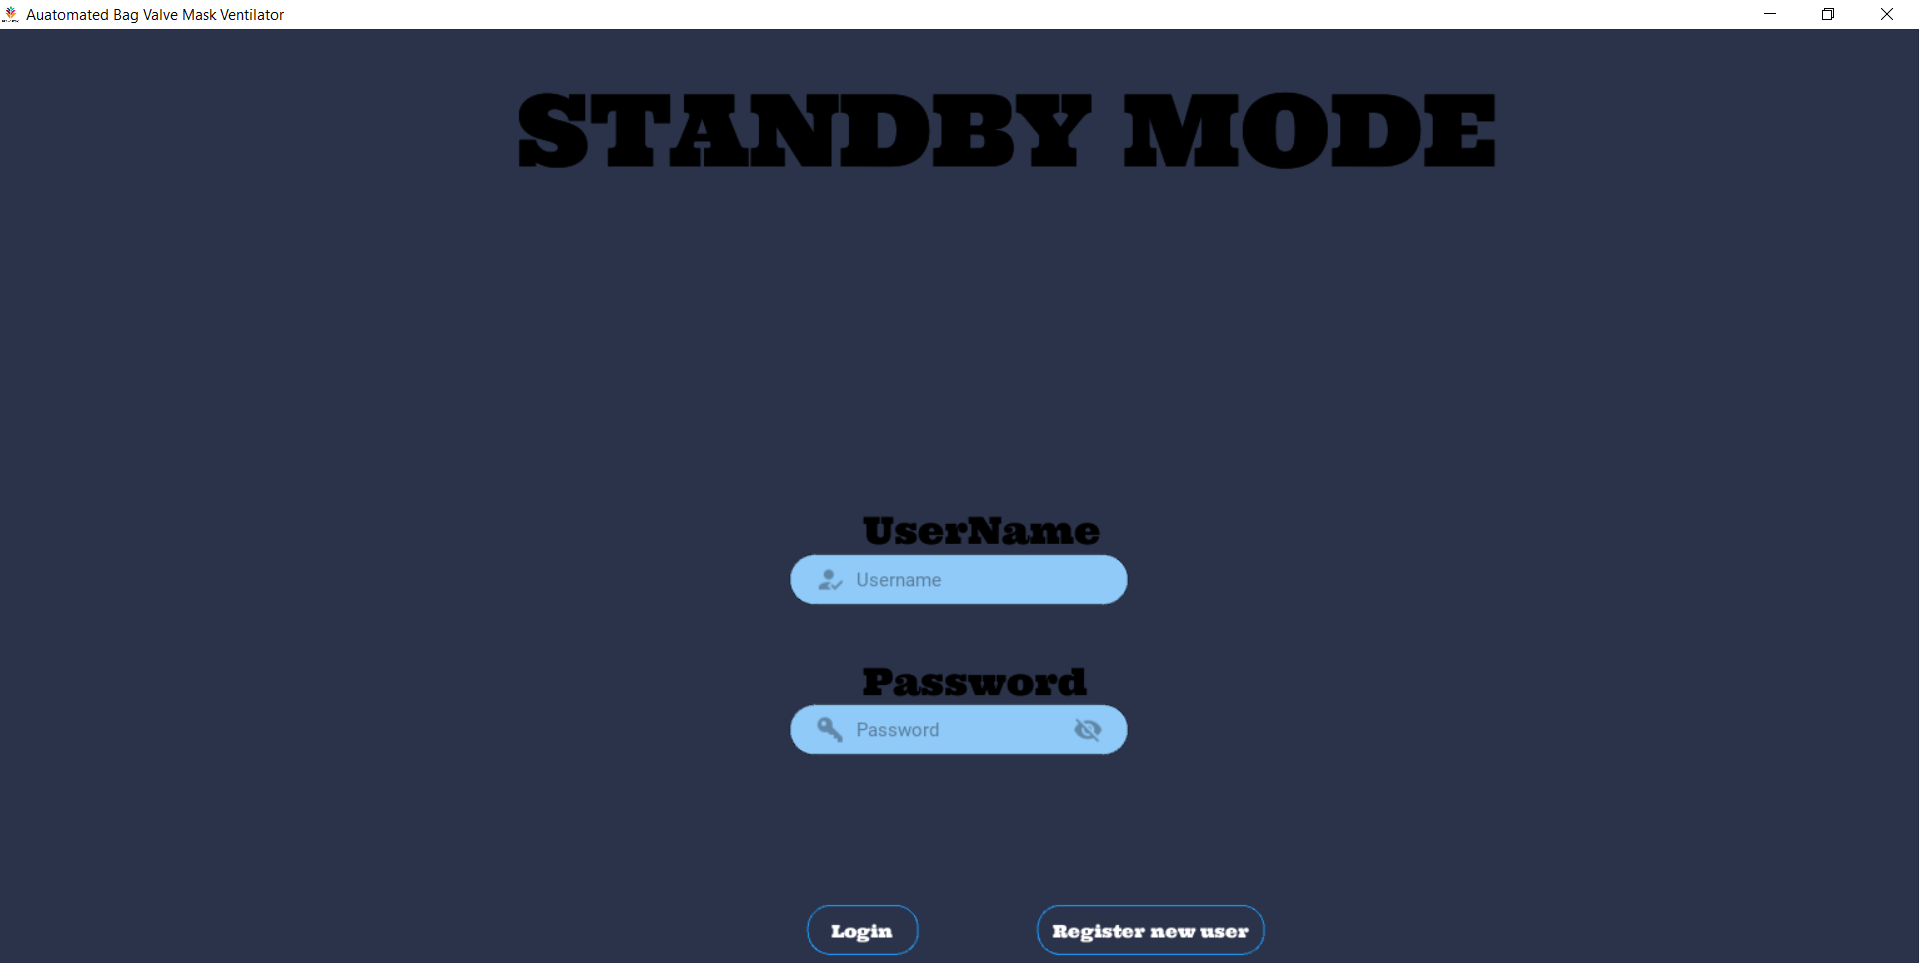 Auatomated Bag Valve Mask Ventilator
STANDBY MODE
UserName
Username
Password
Password
Login Register new user